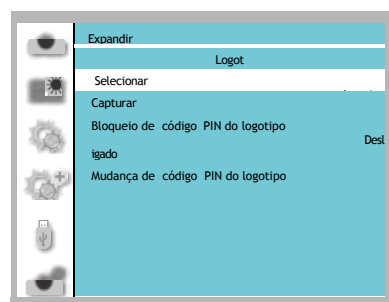 Expandir
Logot
Selecionar
Capturar
Bloqueio de código PIN do logotipo
Desl
igado
Mudança de código PIN do logotipo